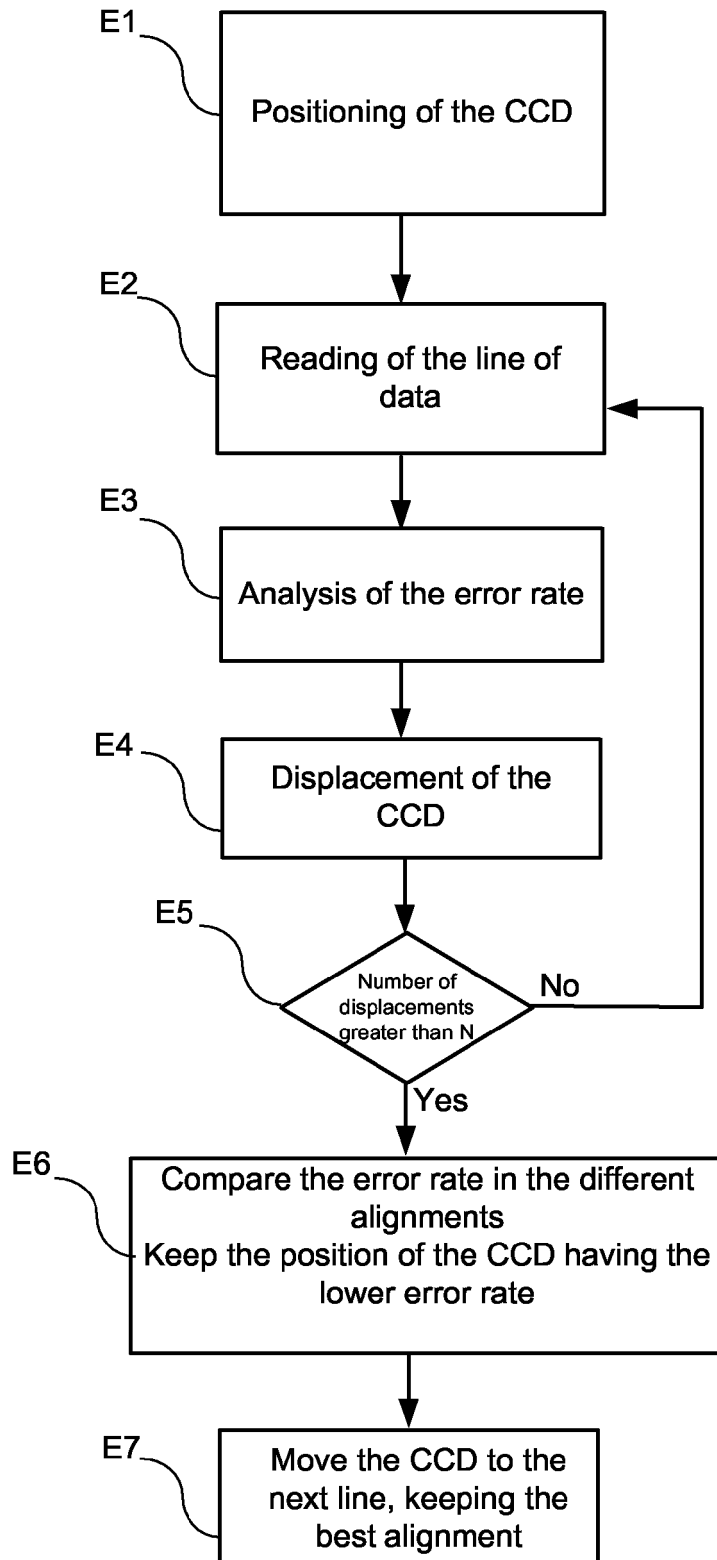 E1
Positioning of the CCD
E2
Reading of the line of
data
E3
Analysis of the error rate
E4
Displacement of the
CCD
E5
Number of
displacements
greater than N
No
Yes
E6
Compare the error rate in the different
alignments
Keep the position of the CCD having the
lower error rate
E7
Move the CCD to the
next line, keeping the
best alignment